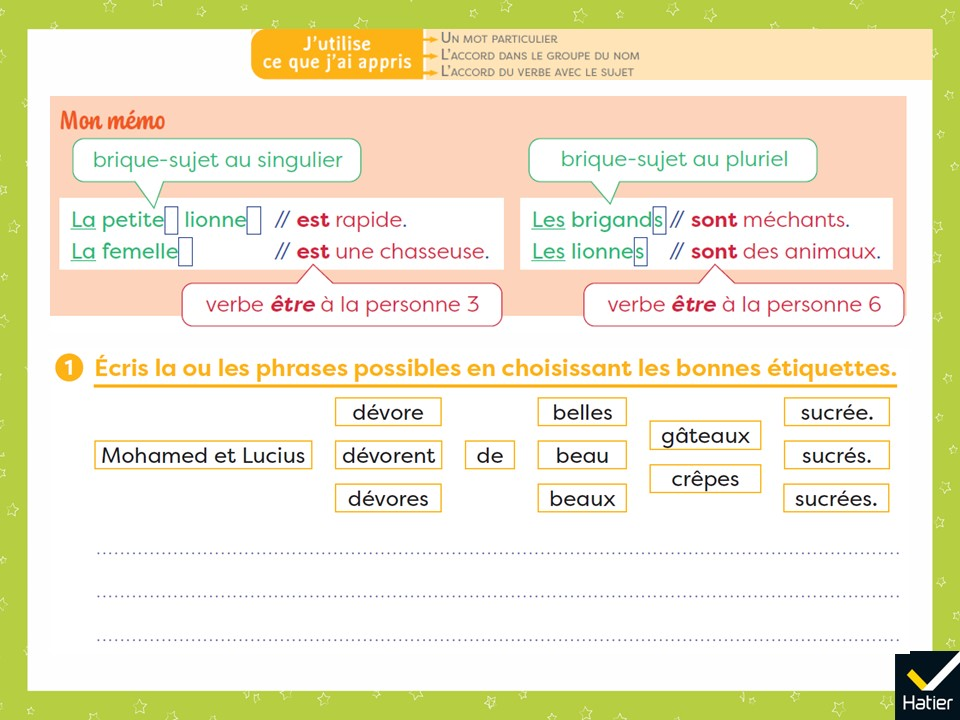 J'utilise
ce que j'ai appris
UN MOT PARTICULIER
L'ACCORD DANS LE GROUPE DU NOM
L'ACCORD DU VERBE AVEC LE SUJET
Mon mémo
brique-sujet au singulier
La petite lionne // est rapide.
La femelle // est une chasseuse.
verbe être à la personne 3
brique-sujet au pluriel
Les brigands // sont méchants.
Les lionnes // sont des animaux.
verbe être à la personne 6
1 Écris la ou les phrases possibles en choisissant les bonnes étiquettes.
Mohamed et Lucius
dévore
dévorent
dévores
de
belles
beau
beaux
gâteaux
crêpes
sucrée.
sucrés.
sucrées.
Hatier